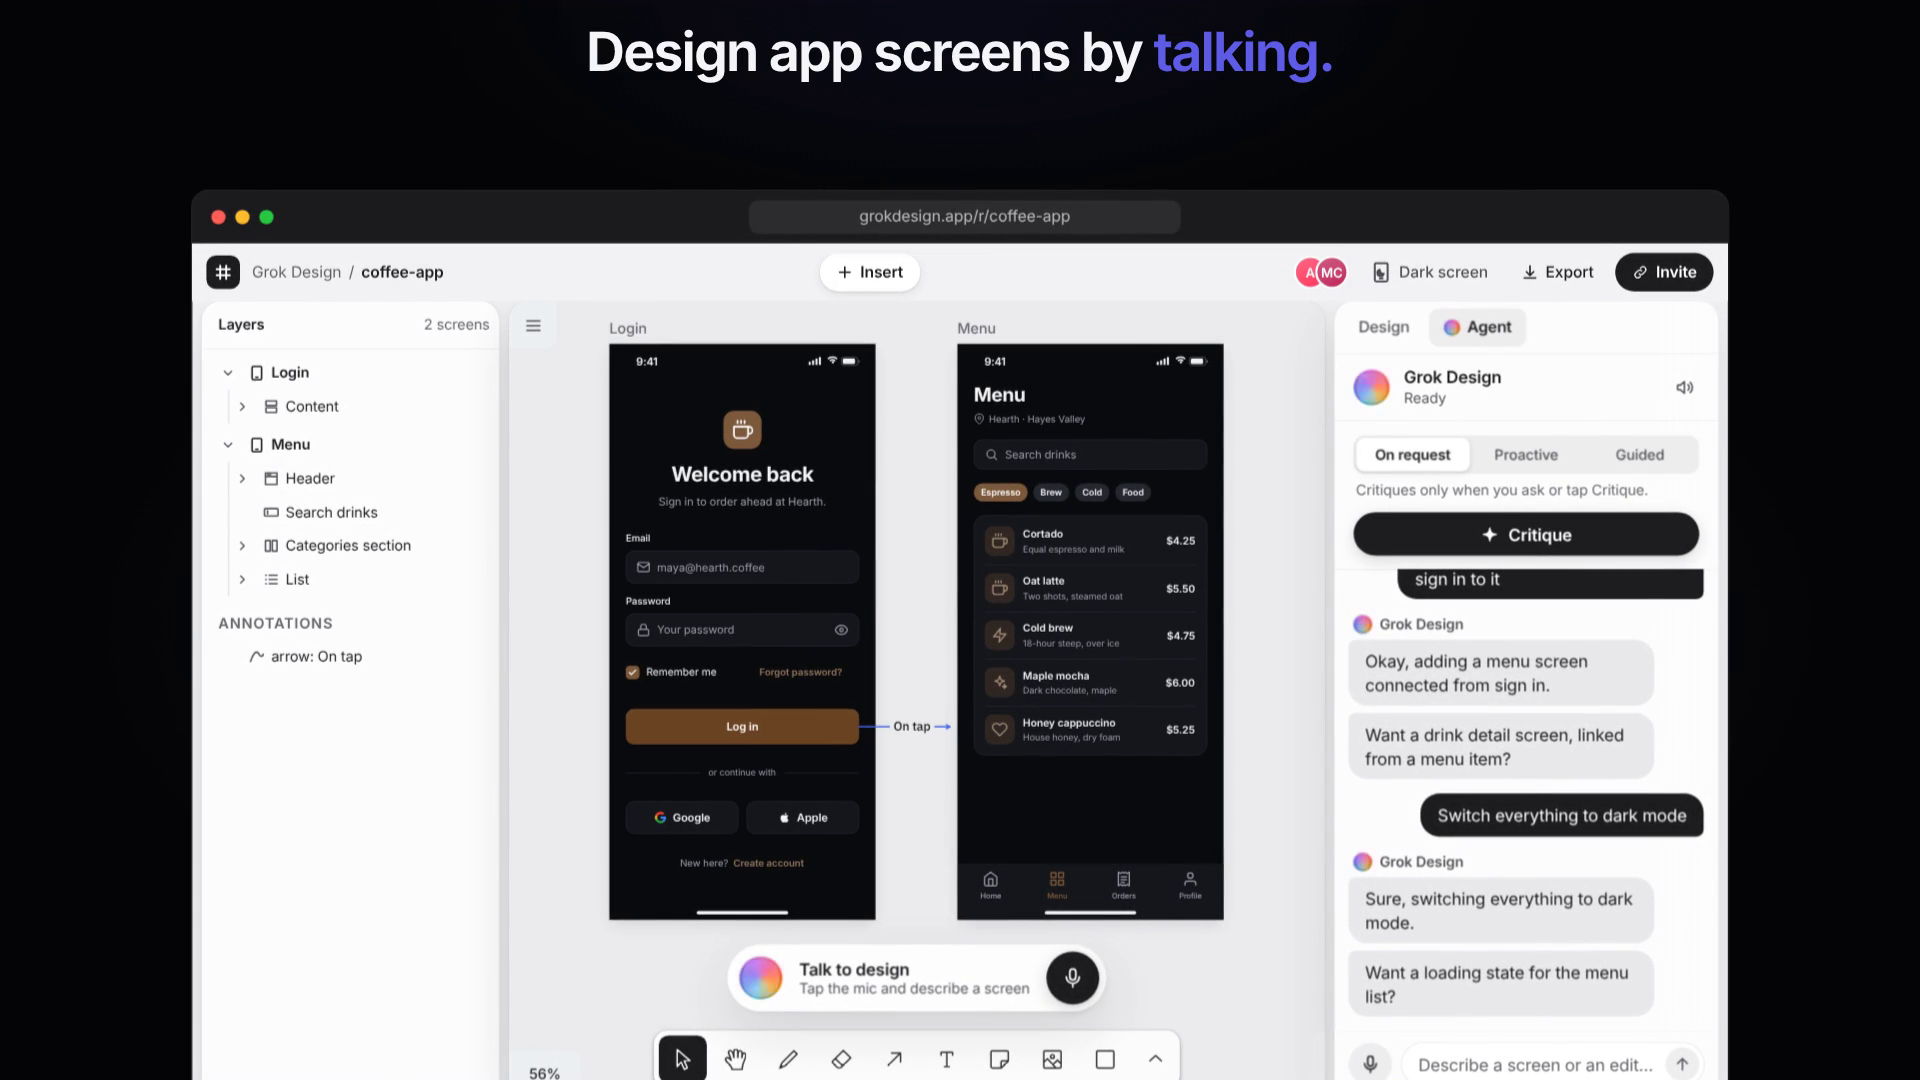 Design app screens by talking.
grokdesign.app/r/coffee-app
Grok Design / coffee-app
Insert
A MC
Dark screen
Export
Invite
Layers
2 screens
Login
Content
Menu
Header
Search drinks
Categories section
List
ANNOTATIONS
arrow: On tap
Login
9:41
Welcome back
Sign in to order ahead at Hearth.
Email
maya@hearth.coffee
Password
Your password
Remember me
Forgot password?
Log in
or continue with
Google
Apple
New here? Create account
On tap
Menu
9:41
Menu
Hearth · Hayes Valley
Search drinks
Espresso
Brew
Cold
Food
Cortado
Equal espresso and milk
$4.25
Oat latte
Two shots, steamed oat
$5.50
Cold brew
18-hour steep, over ice
$4.75
Maple mocha
Dark chocolate, maple
$6.00
Honey cappuccino
House honey, dry foam
$5.25
Home
Menu
Orders
Profile
Talk to design
Tap the mic and describe a screen
56%
Design
Agent
Grok Design
Ready
On request
Proactive
Guided
Critiques only when you ask or tap Critique.
Critique
sign in to it
Grok Design
Okay, adding a menu screen
connected from sign in.
Want a drink detail screen, linked
from a menu item?
Switch everything to dark mode
Grok Design
Sure, switching everything to dark
mode.
Want a loading state for the menu
list?
Describe a screen or an edit...